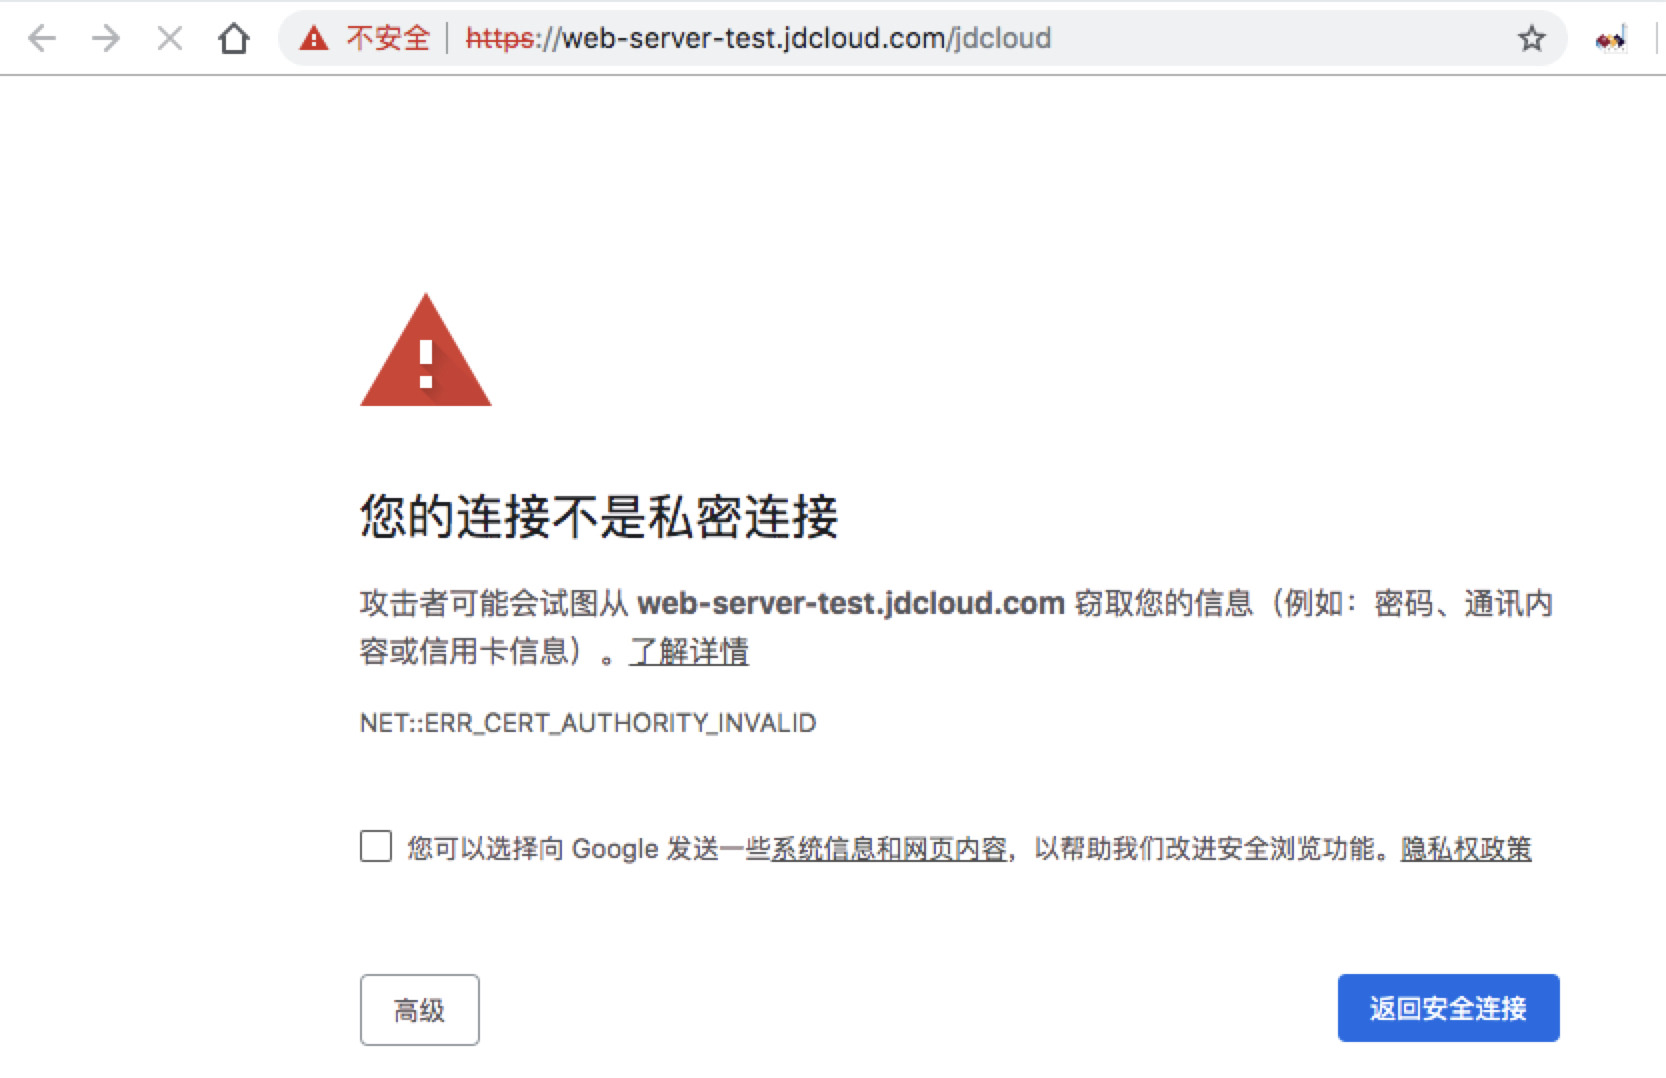 不安全 | https://web-server-test.jdcloud.com/jdcloud
您的连接不是私密连接
攻击者可能会试图从 web-server-test.jdcloud.com 窃取您的信息（例如：密码、通讯内
容或信用卡信息）。了解详情
NET::ERR_CERT_AUTHORITY_INVALID
您可以选择向 Google 发送一些系统信息和网页内容，以帮助我们改进安全浏览功能。隐私权政策
高级
返回安全连接